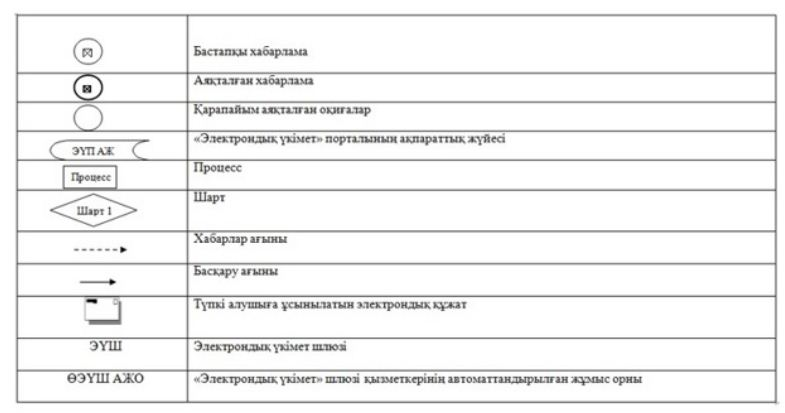 Бастапқы хабарлама
Аяқталған хабарлама
Қарапайым аяқталған оқиғалар
ЭҮП АЖ
«Электрондық үкімет» порталының ақпараттық жүйесі
Процесс
Процесс
Шарт 1
Шарт
Хабарлар ағыны
Басқару ағыны
Түпкі алушыға ұсынылатын электрондық құжат
ЭҮШ
Электрондық үкімет шлюзі
ӨЭҮШ АЖО
«Электрондық үкімет» шлюзі қызметкерінің автоматтандырылған жұмыс орны